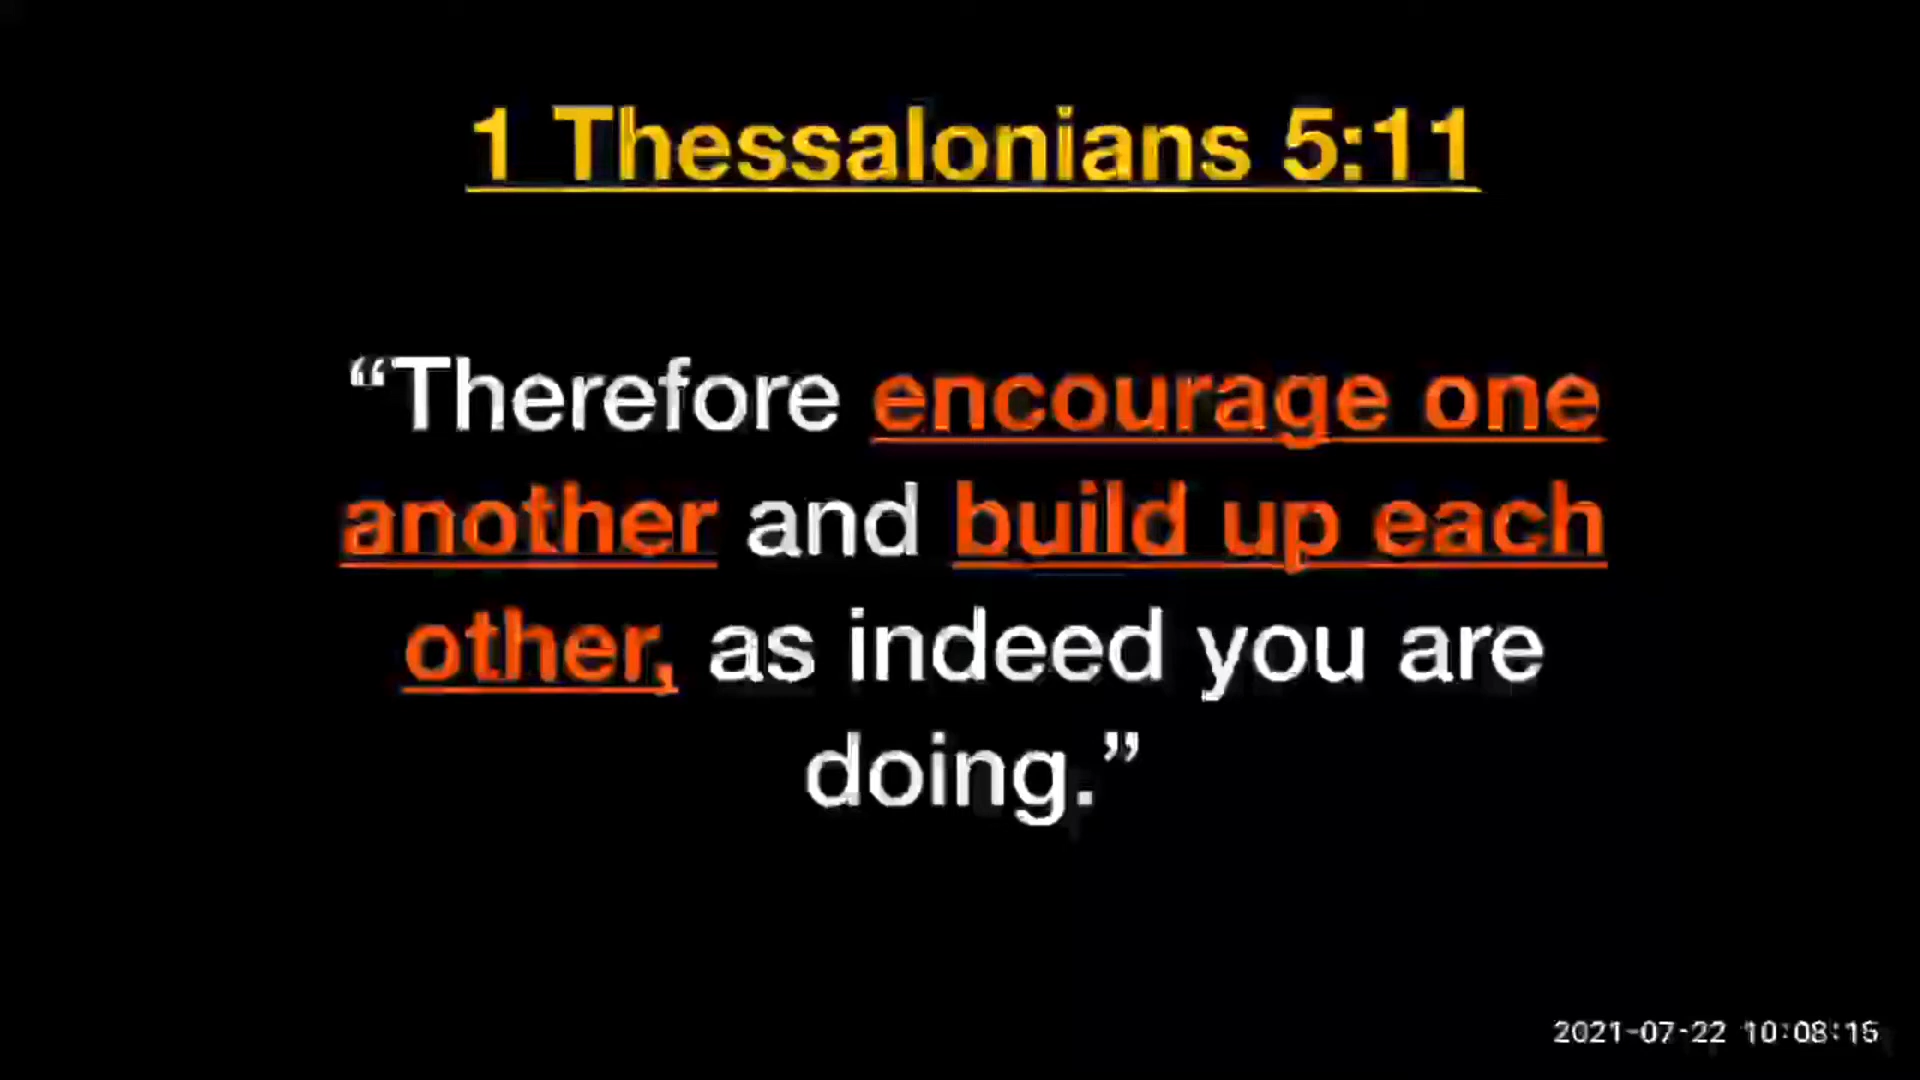 1 Thessalonians 5:11
“Therefore encourage one
another and build up each
other, as indeed you are
doing.”
2021-07-22 10:08:15